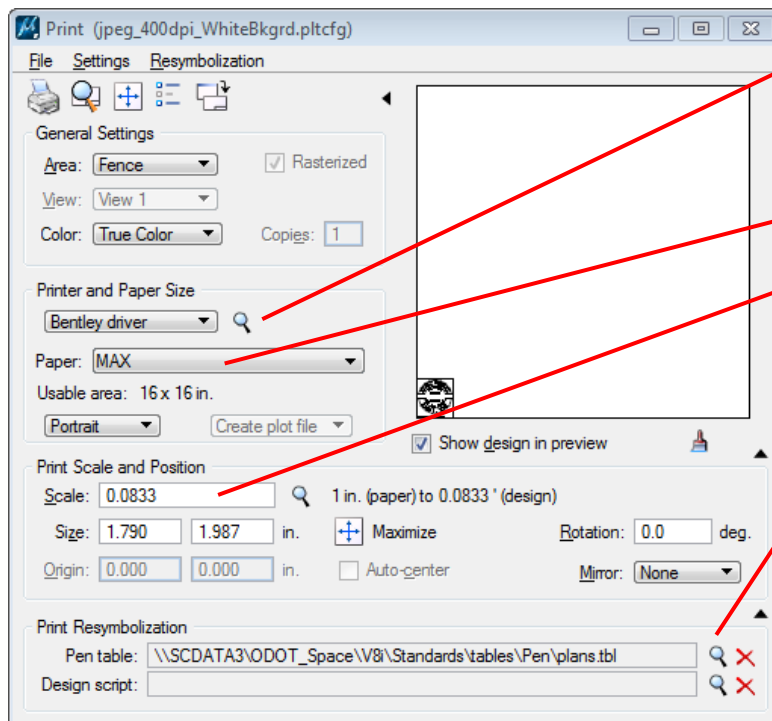 Print (jpeg_400dpi_WhiteBkgrd.pltcfg)
File Settings Resymbolization
General Settings
Area: Fence Rasterized
View: View 1
Color: True Color Copies: 1
Printer and Paper Size
Bentley driver
Paper: MAX
Usable area: 16 x 16 in.
Portrait Create plot file
Show design in preview
Print Scale and Position
Scale: 0.0833 1 in. (paper) to 0.0833 ' (design)
Size: 1.790 1.987 in. Maximize Rotation: 0.0 deg.
Origin: 0.000 0.000 in. Auto-center Mirror: None
Print Resymbolization
Pen table: \\SCDATA3\ODOT_Space\V8i\Standards\tables\Pen\plans.tbl
Design script: